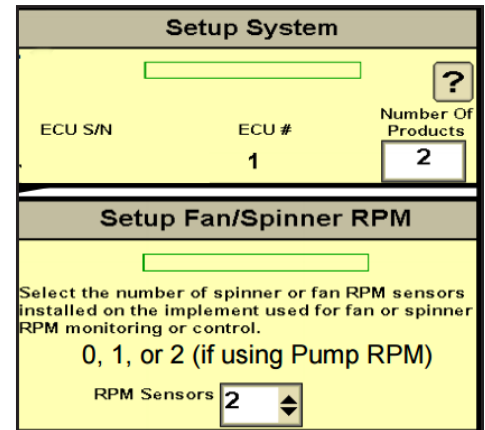 Setup System
?
Number Of
ECU S/N ECU # Products
1 2
Setup Fan/Spinner RPM
Select the number of spinner or fan RPM sensors
installed on the implement used for fan or spinner
RPM monitoring or control.
0, 1, or 2 (if using Pump RPM)
RPM Sensors 2